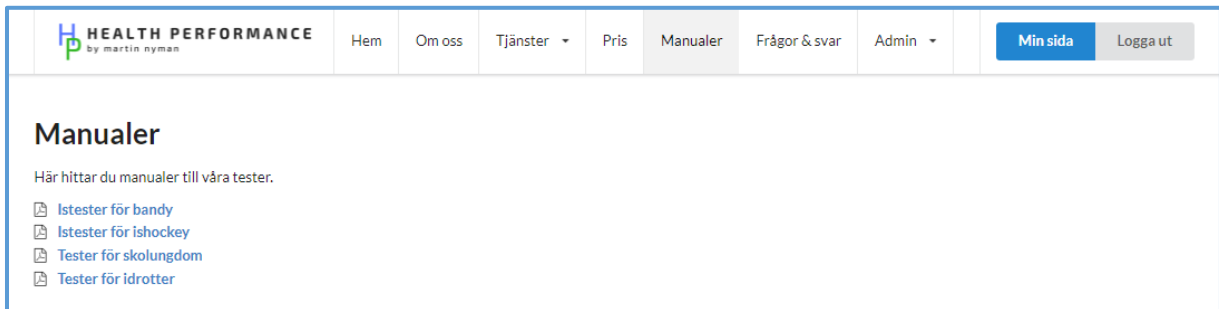 HP HEALTH PERFORMANCE
by martin nyman
Hem Om oss Tjänster Pris Manualer Frågor & svar Admin Min sida Logga ut
Manualer
Här hittar du manualer till våra tester.
Istester för bandy
Istester för ishockey
Tester för skolungdom
Tester för idrotter